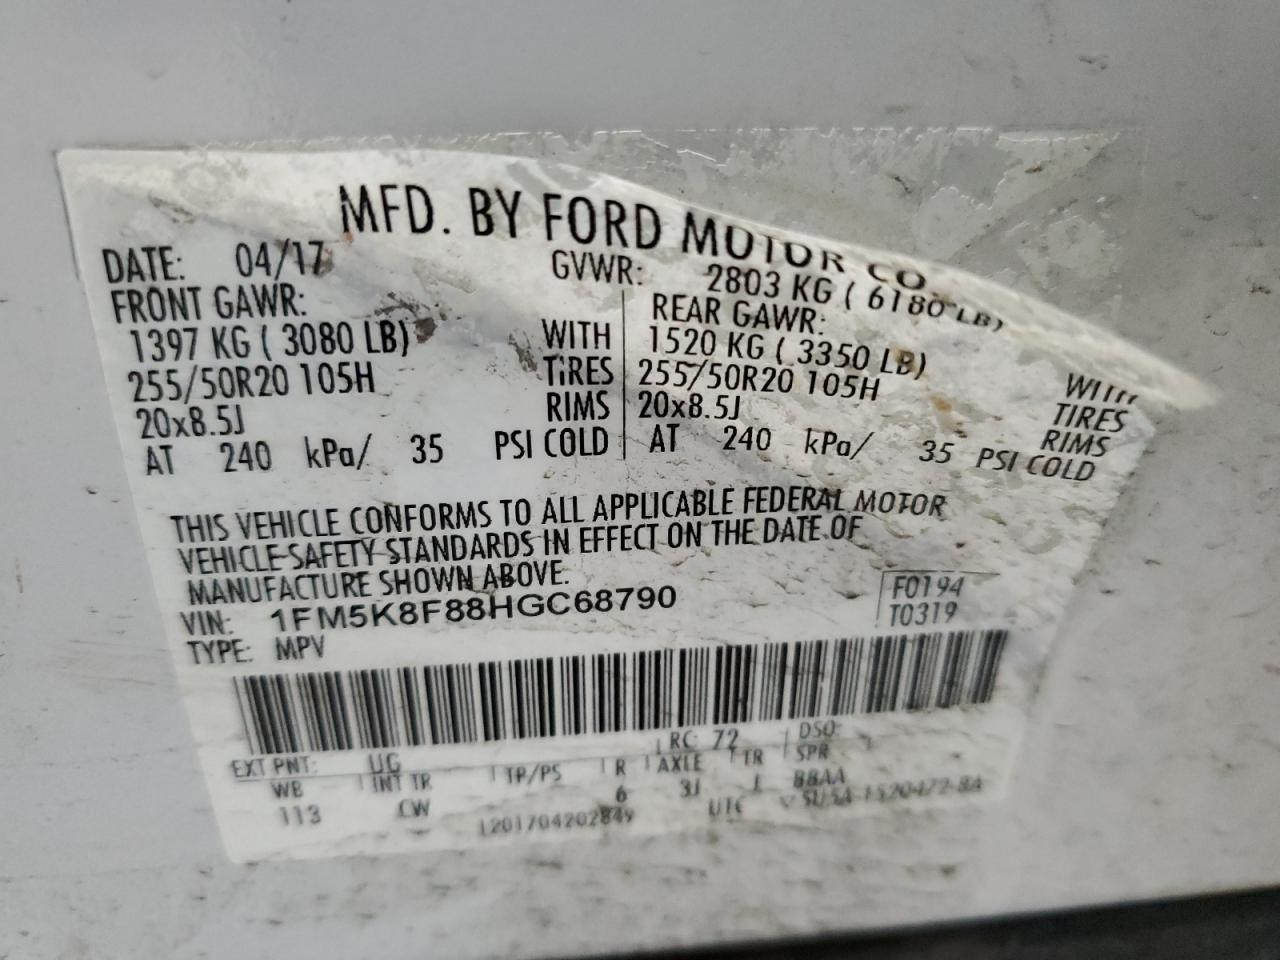 MFD. BY FORD MOTOR CO.
DATE: 04/17 GVWR: 2803 KG ( 6180 LB)
FRONT GAWR: REAR GAWR:
1397 KG ( 3080 LB) WITH 1520 KG ( 3350 LB) WITH
255/50R20 105H TIRES 255/50R20 105H TIRES
20x8.5J RIMS 20x8.5J RIMS
AT 240 kPa/ 35 PSI COLD AT 240 kPa/ 35 PSI COLD
THIS VEHICLE CONFORMS TO ALL APPLICABLE FEDERAL MOTOR
VEHICLE SAFETY STANDARDS IN EFFECT ON THE DATE OF
MANUFACTURE SHOWN ABOVE.
VIN: 1FM5K8F88HGC68790
F0194
T0319
TYPE: MPV
EXT PNT: UG RC: 72 DSO:
WB INT TR TP/PS R AXLE TR SPR
113 CW 6 3J J BBAA
1201704202849 UTC